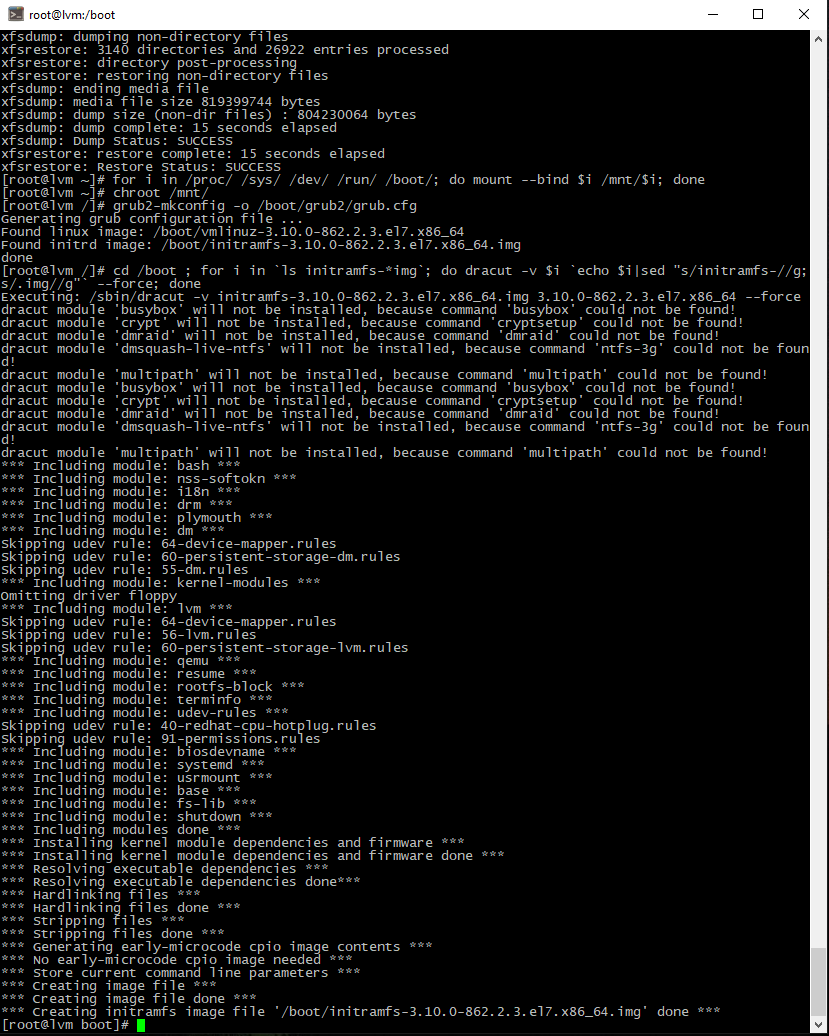 root@lvm:/boot
xfsdump: dumping non-directory files
xfsrestore: 3140 directories and 26922 entries processed
xfsrestore: directory post-processing
xfsrestore: restoring non-directory files
xfsdump: ending media file
xfsdump: media file size 819399744 bytes
xfsdump: dump size (non-dir files) : 804230064 bytes
xfsdump: dump complete: 15 seconds elapsed
xfsdump: Dump Status: SUCCESS
xfsrestore: restore complete: 15 seconds elapsed
xfsrestore: Restore Status: SUCCESS
[root@lvm ~]# for i in /proc/ /sys/ /dev/ /run/ /boot/; do mount --bind $i /mnt/$i; done
[root@lvm ~]# chroot /mnt/
[root@lvm /]# grub2-mkconfig -o /boot/grub2/grub.cfg
Generating grub configuration file ...
Found linux image: /boot/vmlinuz-3.10.0-862.2.3.el7.x86_64
Found initrd image: /boot/initramfs-3.10.0-862.2.3.el7.x86_64.img
done
[root@lvm /]# cd /boot ; for i in `ls initramfs-*img`; do dracut -v $i `echo $i|sed "s/initramfs-//g;
s/.img//g"` --force; done
Executing: /sbin/dracut -v initramfs-3.10.0-862.2.3.el7.x86_64.img 3.10.0-862.2.3.el7.x86_64 --force
dracut module 'busybox' will not be installed, because command 'busybox' could not be found!
dracut module 'crypt' will not be installed, because command 'cryptsetup' could not be found!
dracut module 'dmraid' will not be installed, because command 'dmraid' could not be found!
dracut module 'dmsquash-live-ntfs' will not be installed, because command 'ntfs-3g' could not be foun
d!
dracut module 'multipath' will not be installed, because command 'multipath' could not be found!
dracut module 'busybox' will not be installed, because command 'busybox' could not be found!
dracut module 'crypt' will not be installed, because command 'cryptsetup' could not be found!
dracut module 'dmraid' will not be installed, because command 'dmraid' could not be found!
dracut module 'dmsquash-live-ntfs' will not be installed, because command 'ntfs-3g' could not be foun
d!
dracut module 'multipath' will not be installed, because command 'multipath' could not be found!
*** Including module: bash ***
*** Including module: nss-softokn ***
*** Including module: i18n ***
*** Including module: drm ***
*** Including module: plymouth ***
*** Including module: dm ***
Skipping udev rule: 64-device-mapper.rules
Skipping udev rule: 60-persistent-storage-dm.rules
Skipping udev rule: 55-dm.rules
*** Including module: kernel-modules ***
Omitting driver floppy
*** Including module: lvm ***
Skipping udev rule: 64-device-mapper.rules
Skipping udev rule: 56-lvm.rules
Skipping udev rule: 60-persistent-storage-lvm.rules
*** Including module: qemu ***
*** Including module: resume ***
*** Including module: rootfs-block ***
*** Including module: terminfo ***
*** Including module: udev-rules ***
Skipping udev rule: 40-redhat-cpu-hotplug.rules
Skipping udev rule: 91-permissions.rules
*** Including module: biosdevname ***
*** Including module: systemd ***
*** Including module: usrmount ***
*** Including module: base ***
*** Including module: fs-lib ***
*** Including module: shutdown ***
*** Including modules done ***
*** Installing kernel module dependencies and firmware ***
*** Installing kernel module dependencies and firmware done ***
*** Resolving executable dependencies ***
*** Resolving executable dependencies done***
*** Hardlinking files ***
*** Hardlinking files done ***
*** Stripping files ***
*** Stripping files done ***
*** Generating early-microcode cpio image contents ***
*** No early-microcode cpio image needed ***
*** Store current command line parameters ***
*** Creating image file ***
*** Creating image file done ***
*** Creating initramfs image file '/boot/initramfs-3.10.0-862.2.3.el7.x86_64.img' done ***
[root@lvm boot]#